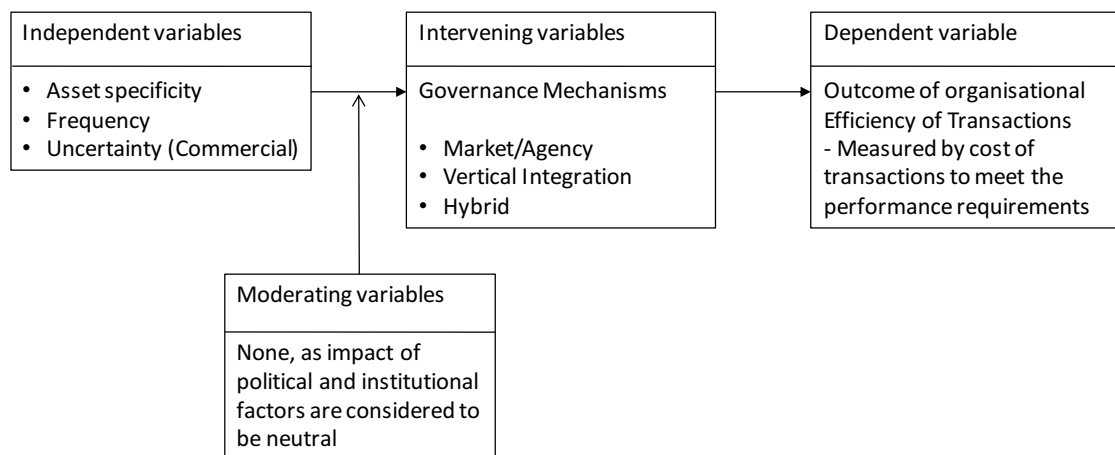 Independent variables
• Asset specificity
• Frequency
• Uncertainty (Commercial)
Intervening variables
Governance Mechanisms
• Market/Agency
• Vertical Integration
• Hybrid
Dependent variable
Outcome of organisational
Efficiency of Transactions
- Measured by cost of
transactions to meet the
performance requirements
Moderating variables
None, as impact of
political and institutional
factors are considered to
be neutral